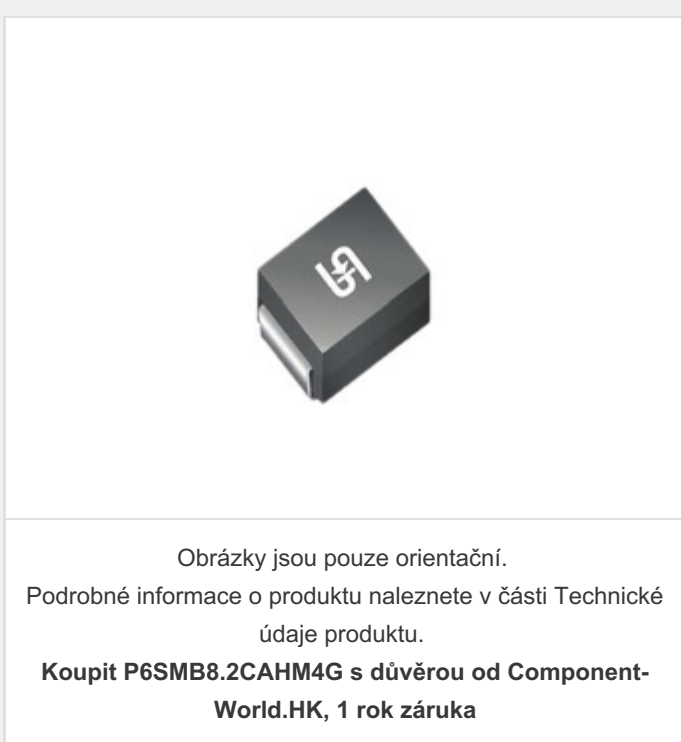 Obrázky jsou pouze orientační.
Podrobné informace o produktu naleznete v části Technické
údaje produktu.
Koupit P6SMB8.2CAHM4G s důvěrou od Component-
World.HK, 1 rok záruka